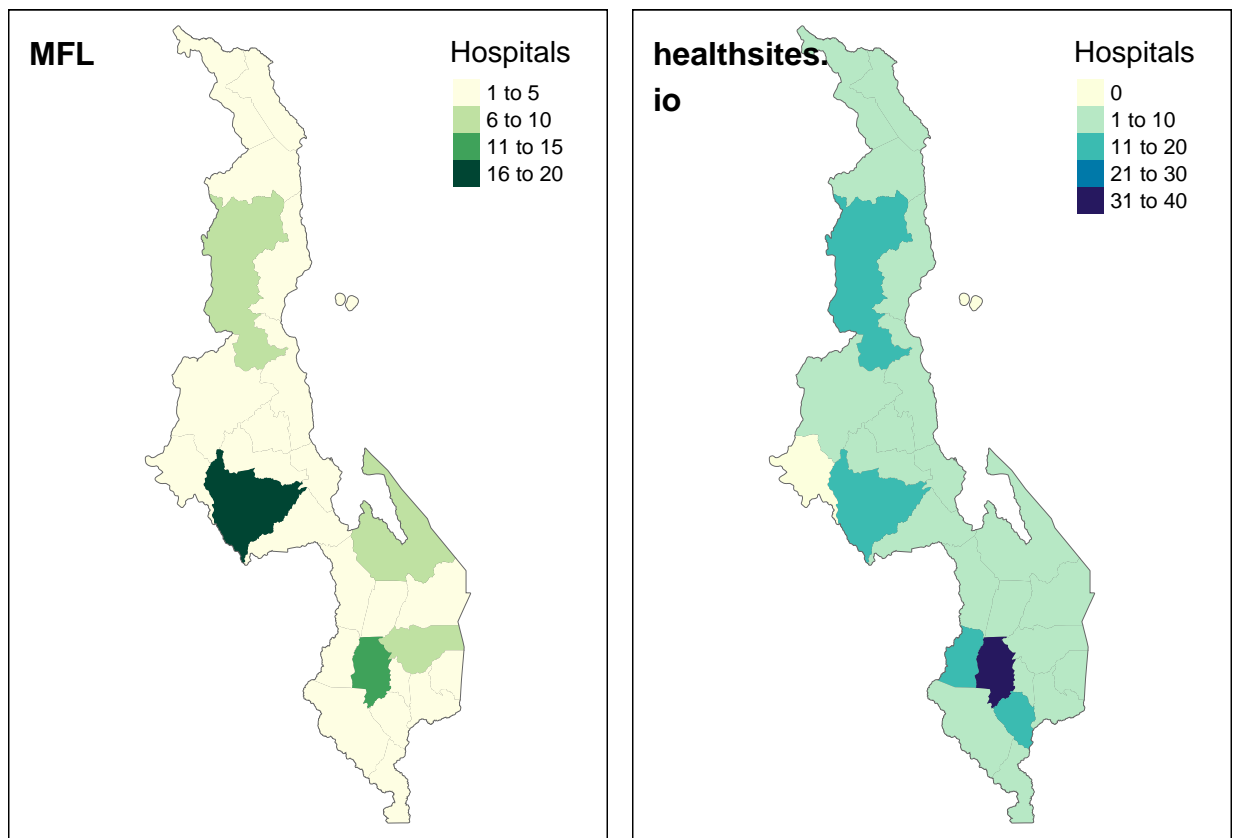 MFL
Hospitals
1 to 5
6 to 10
11 to 15
16 to 20
healthsites.
io
Hospitals
0
1 to 10
11 to 20
21 to 30
31 to 40